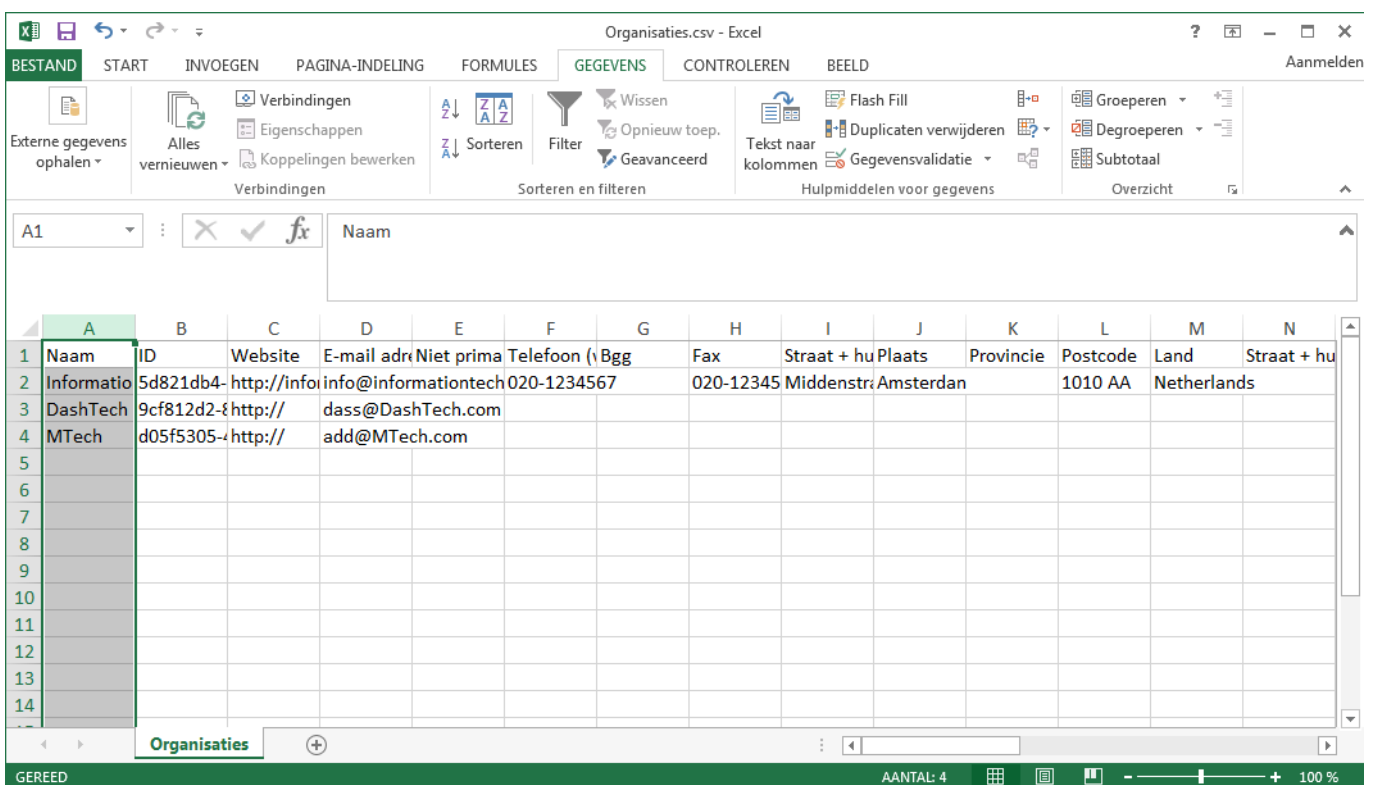 Organisaties.csv - Excel
BESTAND START INVOEGEN PAGINA-INDELING FORMULES GEGEVENS CONTROLEREN BEELD Aanmelden
Externe gegevens ophalen
Alles vernieuwen
Verbindingen
Eigenschappen
Koppelingen bewerken
Verbindingen
Sorteren
Filter
Wissen
Opnieuw toep.
Geavanceerd
Sorteren en filteren
Tekst naar kolommen
Flash Fill
Duplicaten verwijderen
Gegevensvalidatie
Hulpmiddelen voor gegevens
Groeperen
Degroeperen
Subtotaal
Overzicht
A1 fx Naam
A B C D E F G H I J K L M N
1 Naam ID Website E-mail adre Niet prima Telefoon (v Bgg Fax Straat + hu Plaats Provincie Postcode Land Straat + hu
2 Informatio 5d821db4- http://infor info@informationtech 020-1234567 020-12345 Middenstra Amsterdan 1010 AA Netherlands
3 DashTech 9cf812d2-8 http:// dass@DashTech.com
4 MTech d05f5305-4 http:// add@MTech.com
5
6
7
8
9
10
11
12
13
14
Organisaties
GEREED AANTAL: 4 100 %